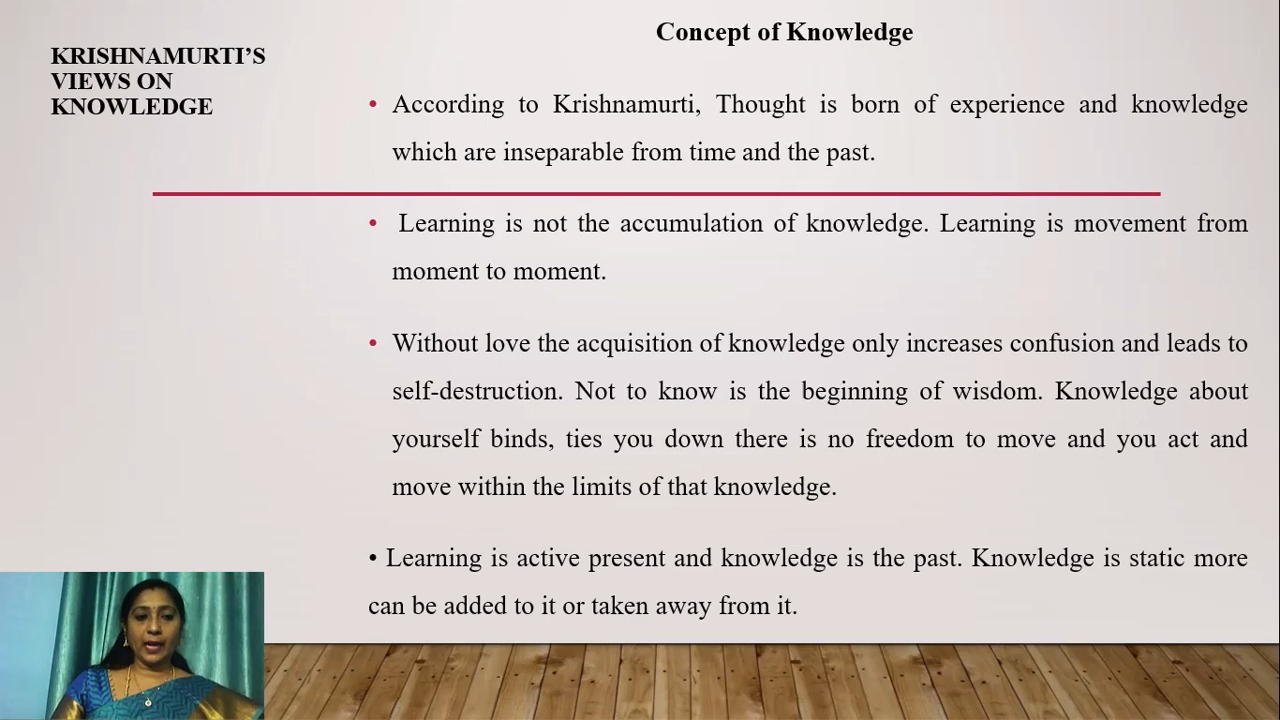 KRISHNAMURTI’S
VIEWS ON
KNOWLEDGE
Concept of Knowledge
• According to Krishnamurti, Thought is born of experience and knowledge
which are inseparable from time and the past.
• Learning is not the accumulation of knowledge. Learning is movement from
moment to moment.
• Without love the acquisition of knowledge only increases confusion and leads to
self-destruction. Not to know is the beginning of wisdom. Knowledge about
yourself binds, ties you down there is no freedom to move and you act and
move within the limits of that knowledge.
• Learning is active present and knowledge is the past. Knowledge is static more
can be added to it or taken away from it.